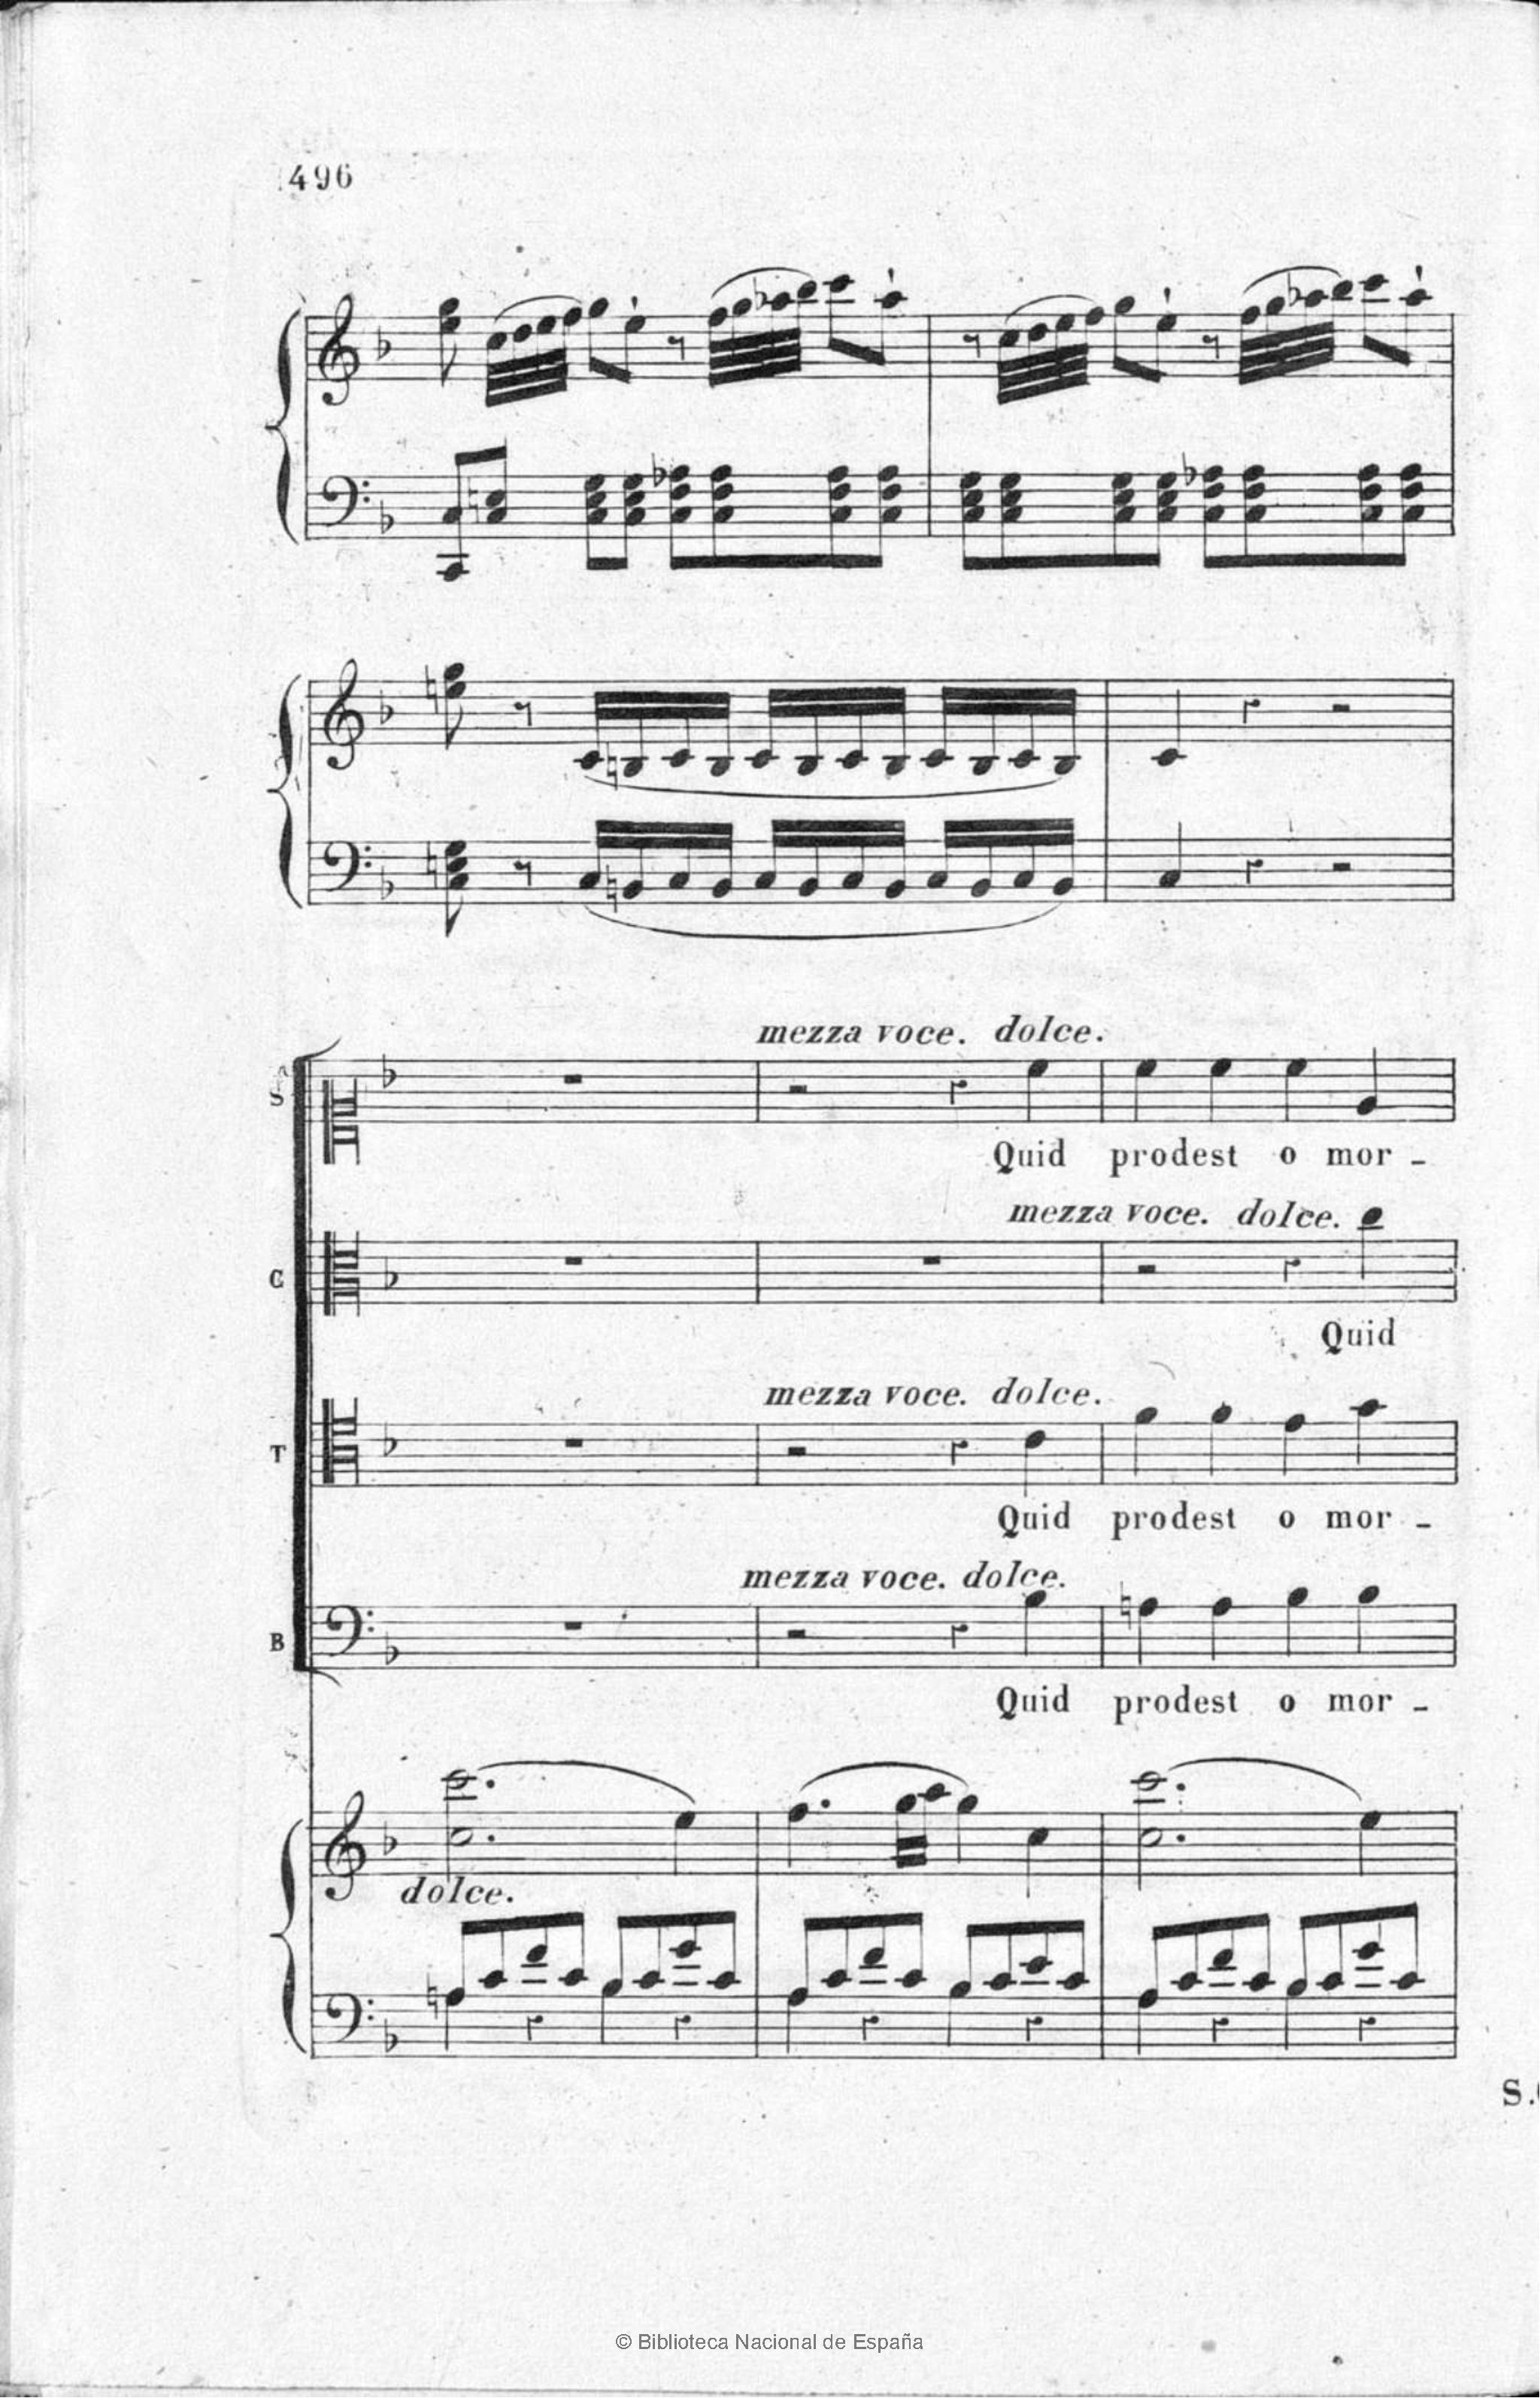 496
mezza voce. dolce.
S
Quid prodest o mor -
mezza voce. dolce.
C
Quid
mezza voce. dolce.
T
Quid prodest o mor -
mezza voce. dolce.
B
Quid prodest o mor -
dolce.
© Biblioteca Nacional de España